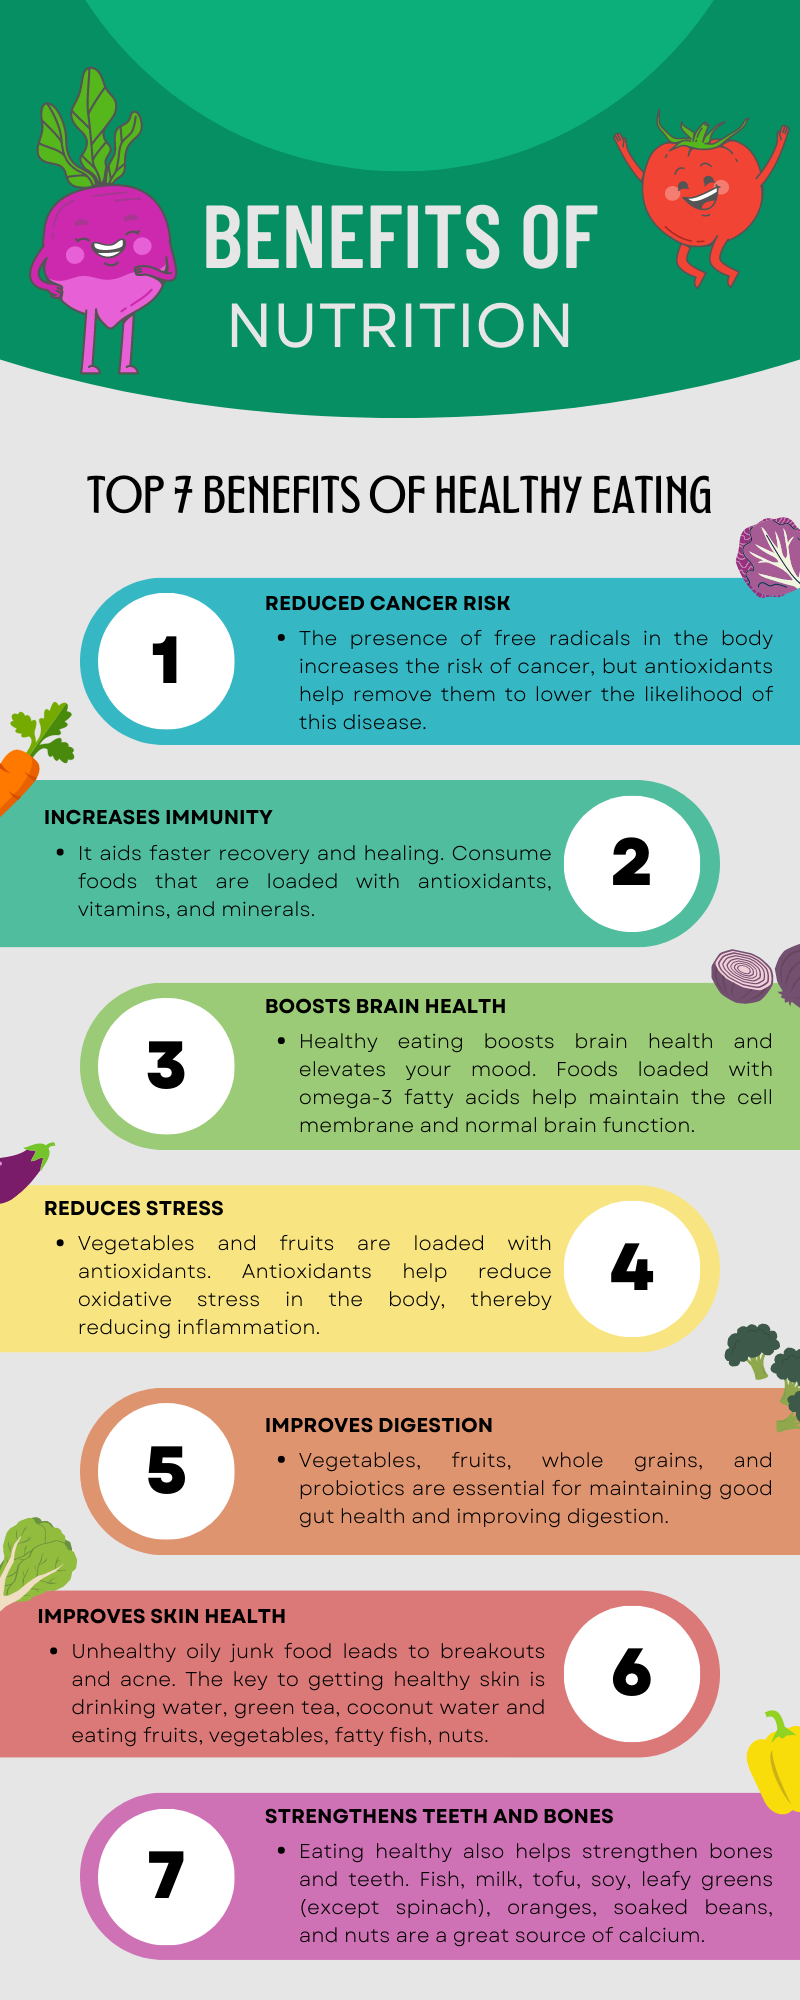 BENEFITS OF
NUTRITION
TOP 7 BENEFITS OF HEALTHY EATING
1
REDUCED CANCER RISK
• The presence of free radicals in the body
increases the risk of cancer, but antioxidants
help remove them to lower the likelihood of
this disease.
INCREASES IMMUNITY
• It aids faster recovery and healing. Consume
foods that are loaded with antioxidants,
vitamins, and minerals.
2
3
BOOSTS BRAIN HEALTH
• Healthy eating boosts brain health and
elevates your mood. Foods loaded with
omega-3 fatty acids help maintain the cell
membrane and normal brain function.
REDUCES STRESS
• Vegetables and fruits are loaded with
antioxidants. Antioxidants help reduce
oxidative stress in the body, thereby
reducing inflammation.
4
5
IMPROVES DIGESTION
• Vegetables, fruits, whole grains, and
probiotics are essential for maintaining good
gut health and improving digestion.
IMPROVES SKIN HEALTH
• Unhealthy oily junk food leads to breakouts
and acne. The key to getting healthy skin is
drinking water, green tea, coconut water and
eating fruits, vegetables, fatty fish, nuts.
6
7
STRENGTHENS TEETH AND BONES
• Eating healthy also helps strengthen bones
and teeth. Fish, milk, tofu, soy, leafy greens
(except spinach), oranges, soaked beans,
and nuts are a great source of calcium.